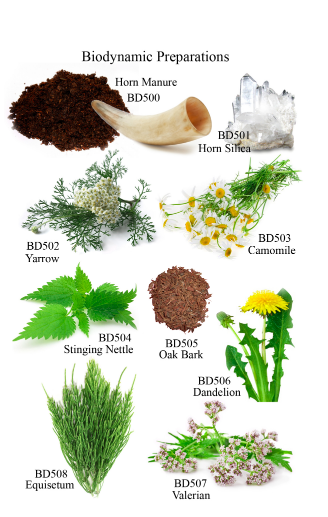 Biodynamic Preparations
Horn Manure
BD500
BD501
Horn Silica
BD502
Yarrow
BD503
Camomile
BD504
Stinging Nettle
BD505
Oak Bark
BD506
Dandelion
BD508
Equisetum
BD507
Valerian